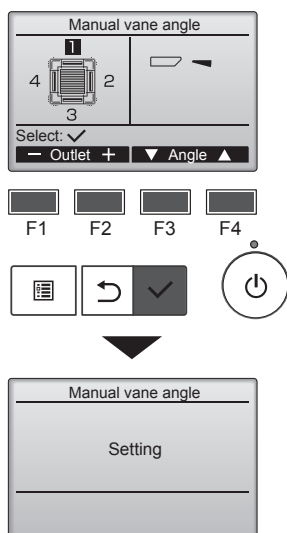 Manual vane angle
1
4 2
3
Select: ✓
− Outlet + ▼ Angle ▲
F1 F2 F3 F4
Manual vane angle
Setting